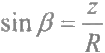 sin β = z/R